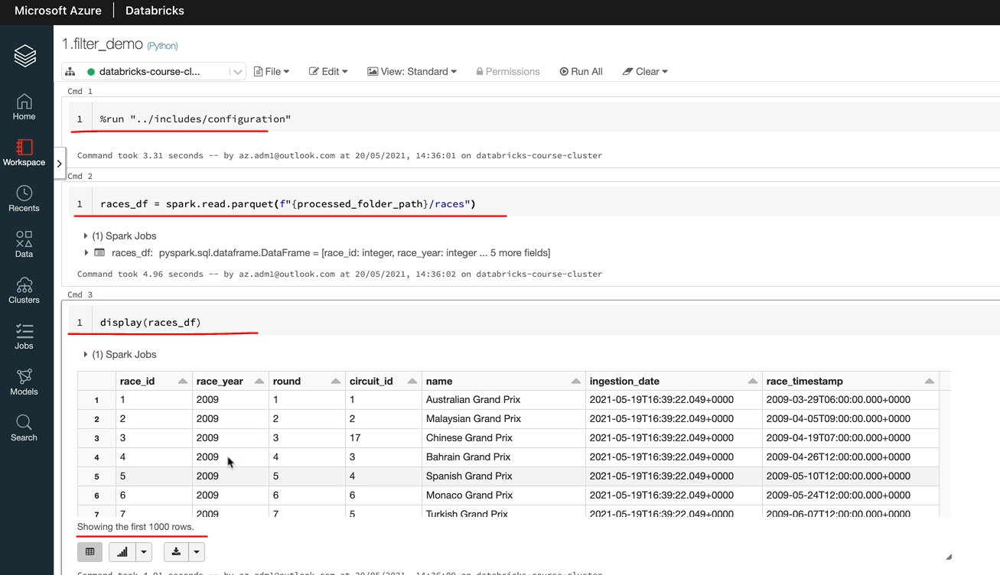 Microsoft Azure | Databricks
1.filter_demo (Python)
databricks-course-cl... File Edit View: Standard Permissions Run All Clear
Home
Workspace
Recents
Data
Clusters
Jobs
Models
Search
Cmd 1
1 %run "../includes/configuration"
Command took 3.31 seconds -- by az.adm1@outlook.com at 20/05/2021, 14:36:01 on databricks-course-cluster
Cmd 2
1 races_df = spark.read.parquet(f"{processed_folder_path}/races")
(1) Spark Jobs
races_df: pyspark.sql.dataframe.DataFrame = [race_id: integer, race_year: integer ... 5 more fields]
Command took 4.96 seconds -- by az.adm1@outlook.com at 20/05/2021, 14:36:02 on databricks-course-cluster
Cmd 3
1 display(races_df)
(1) Spark Jobs
race_id race_year round circuit_id name ingestion_date race_timestamp
1 1 2009 1 1 Australian Grand Prix 2021-05-19T16:39:22.049+0000 2009-03-29T06:00:00.000+0000
2 2 2009 2 2 Malaysian Grand Prix 2021-05-19T16:39:22.049+0000 2009-04-05T09:00:00.000+0000
3 3 2009 3 17 Chinese Grand Prix 2021-05-19T16:39:22.049+0000 2009-04-19T07:00:00.000+0000
4 4 2009 4 3 Bahrain Grand Prix 2021-05-19T16:39:22.049+0000 2009-04-26T12:00:00.000+0000
5 5 2009 5 4 Spanish Grand Prix 2021-05-19T16:39:22.049+0000 2009-05-10T12:00:00.000+0000
6 6 2009 6 6 Monaco Grand Prix 2021-05-19T16:39:22.049+0000 2009-05-24T12:00:00.000+0000
7 7 2009 7 5 Turkish Grand Prix 2021-05-19T16:39:22.049+0000 2009-06-07T12:00:00.000+0000
Showing the first 1000 rows.